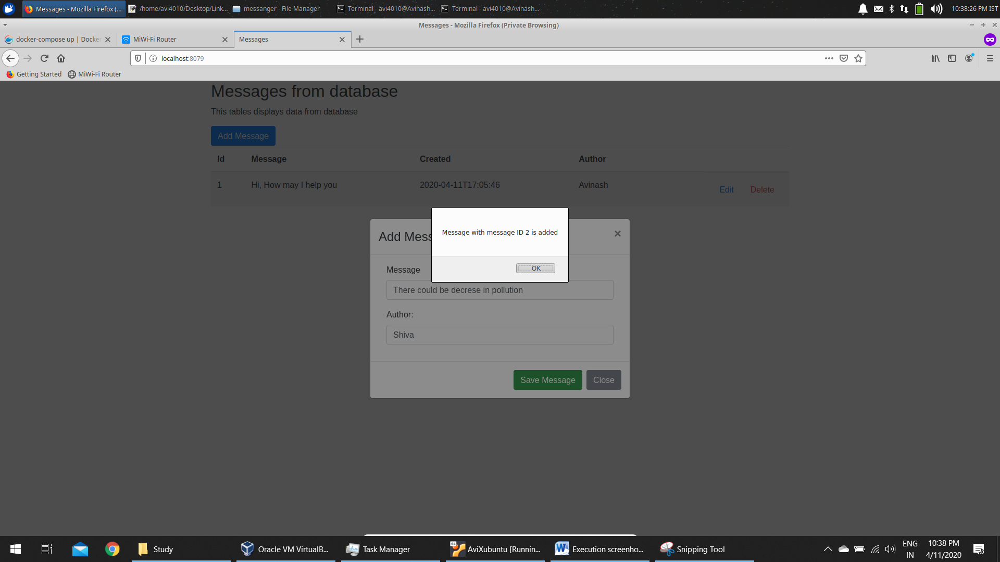 Messages - Mozilla Firefox (...
/home/avi4010/Desktop/Link...
messanger - File Manager
Terminal - avi4010@Avinash...
Terminal - avi4010@Avinash...
10:38:26 PM IST
Messages - Mozilla Firefox (Private Browsing)
docker-compose up | Docker
MiWi-Fi Router
Messages
localhost:8079
Getting Started
MiWi-Fi Router
Messages from database
This tables displays data from database
Add Message
Id Message Created Author
1 Hi, How may I help you 2020-04-11T17:05:46 Avinash Edit Delete
Message with message ID 2 is added
OK
Add Mess
Message
There could be decrese in pollution
Author:
Shiva
Save Message
Close
Study
Oracle VM VirtualB...
Task Manager
64
AviXubuntu [Runnin...
Execution screenho...
Snipping Tool
ENG
IN
10:38 PM
4/11/2020